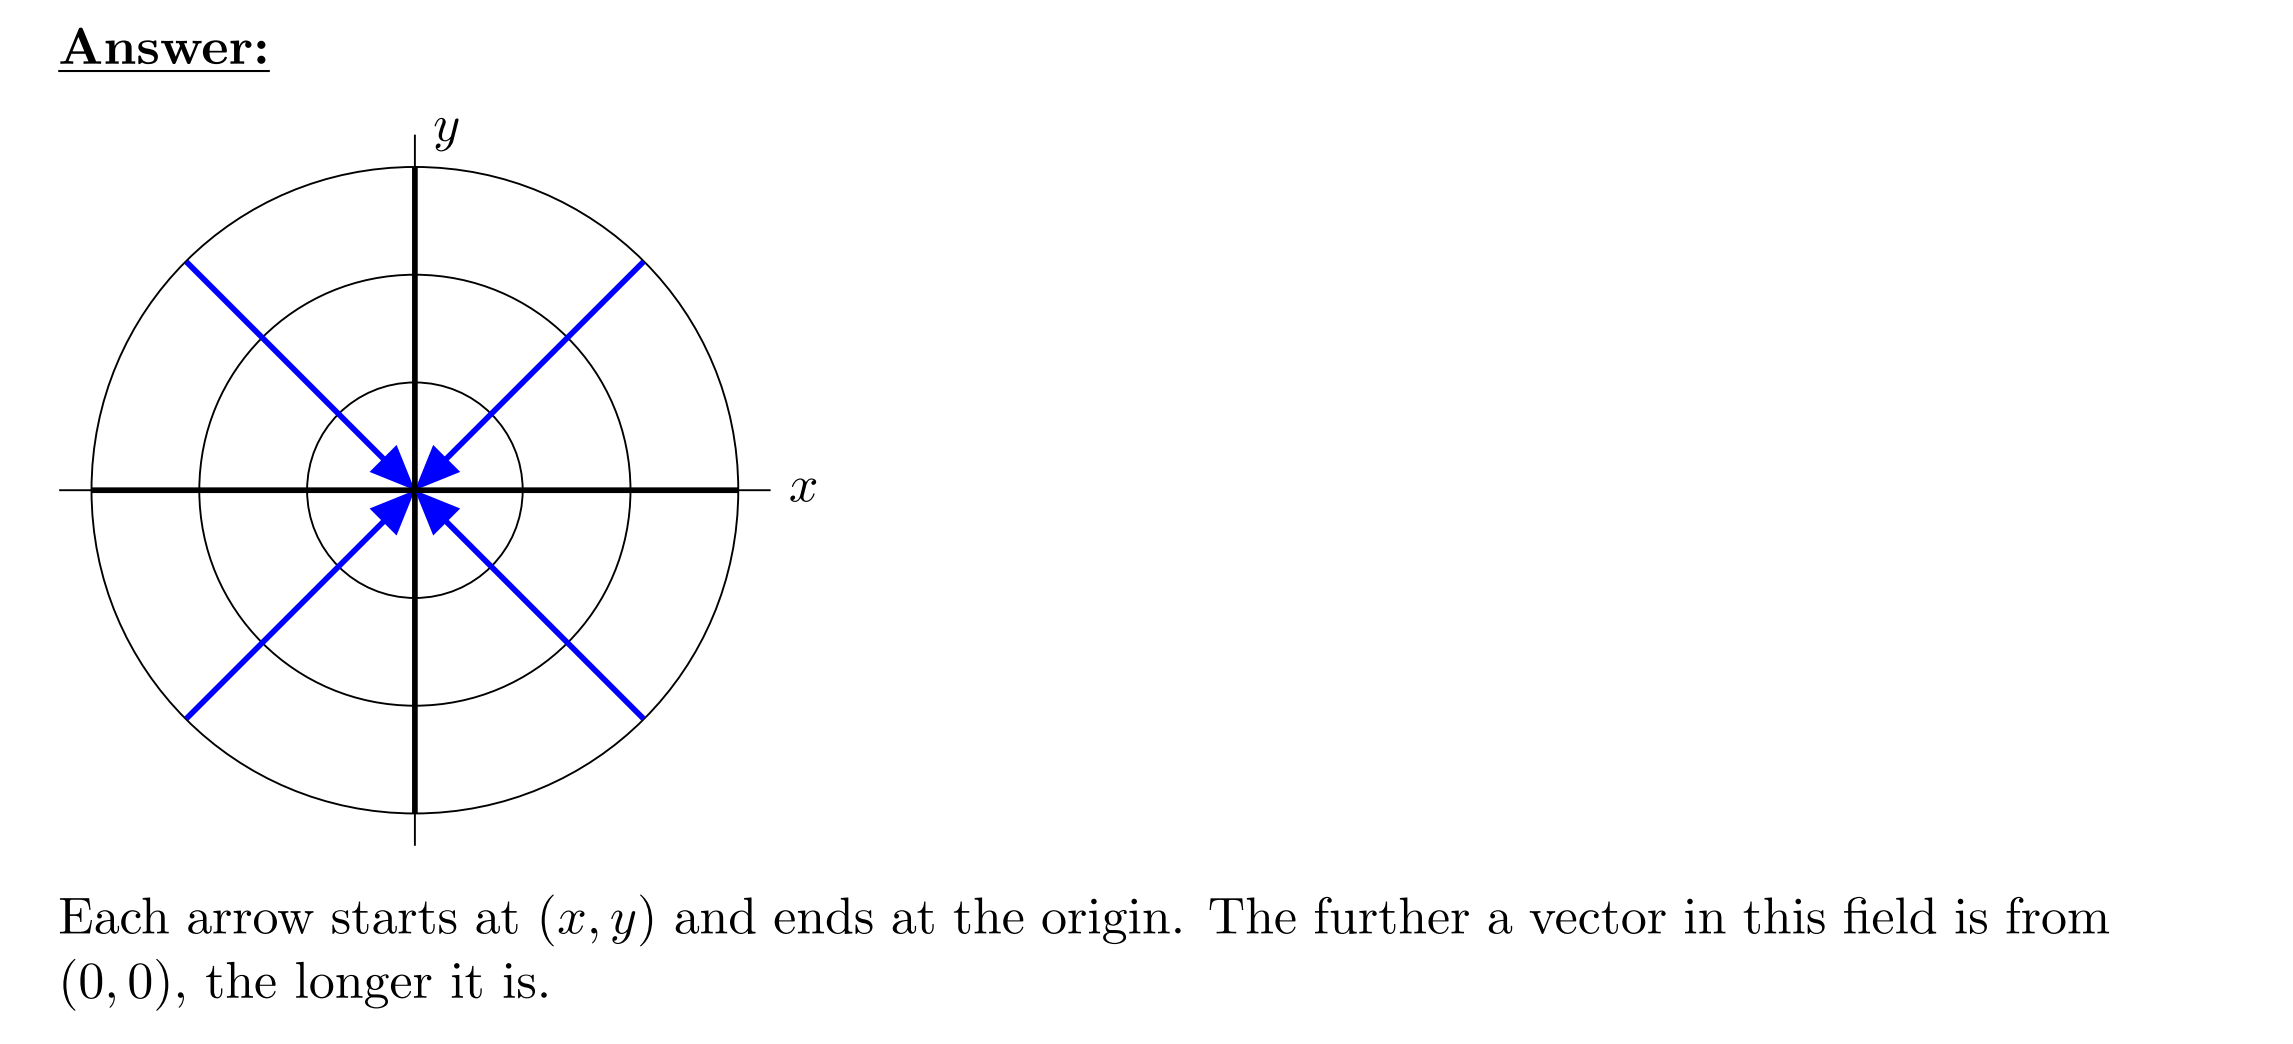 Answer:
y
x
Each arrow starts at (x, y) and ends at the origin. The further a vector in this field is from
(0, 0), the longer it is.